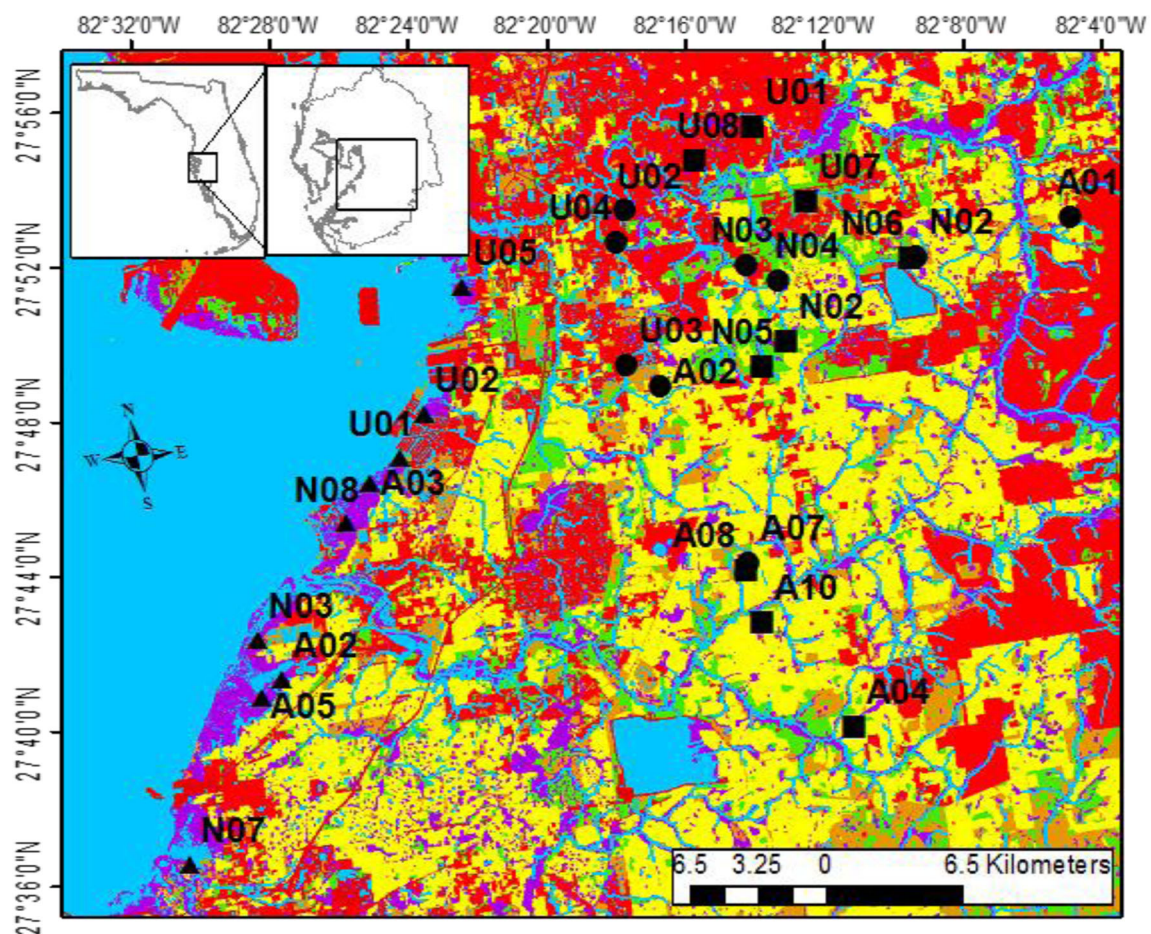 82°32'0"W 82°28'0"W 82°24'0"W 82°20'0"W 82°16'0"W 82°12'0"W 82°8'0"W 82°4'0"W
27°56'0"N
27°52'0"N
27°48'0"N
27°44'0"N
27°40'0"N
27°36'0"N
U01
U08
U02
U07
A01
U04
N03
N06
N02
N04
U05
N02
U03
N05
A02
U02
U01
N08
A03
A08
A07
A10
N03
A02
A04
A05
N07
N
W
E
S
6.5 3.25 0 6.5 Kilometers